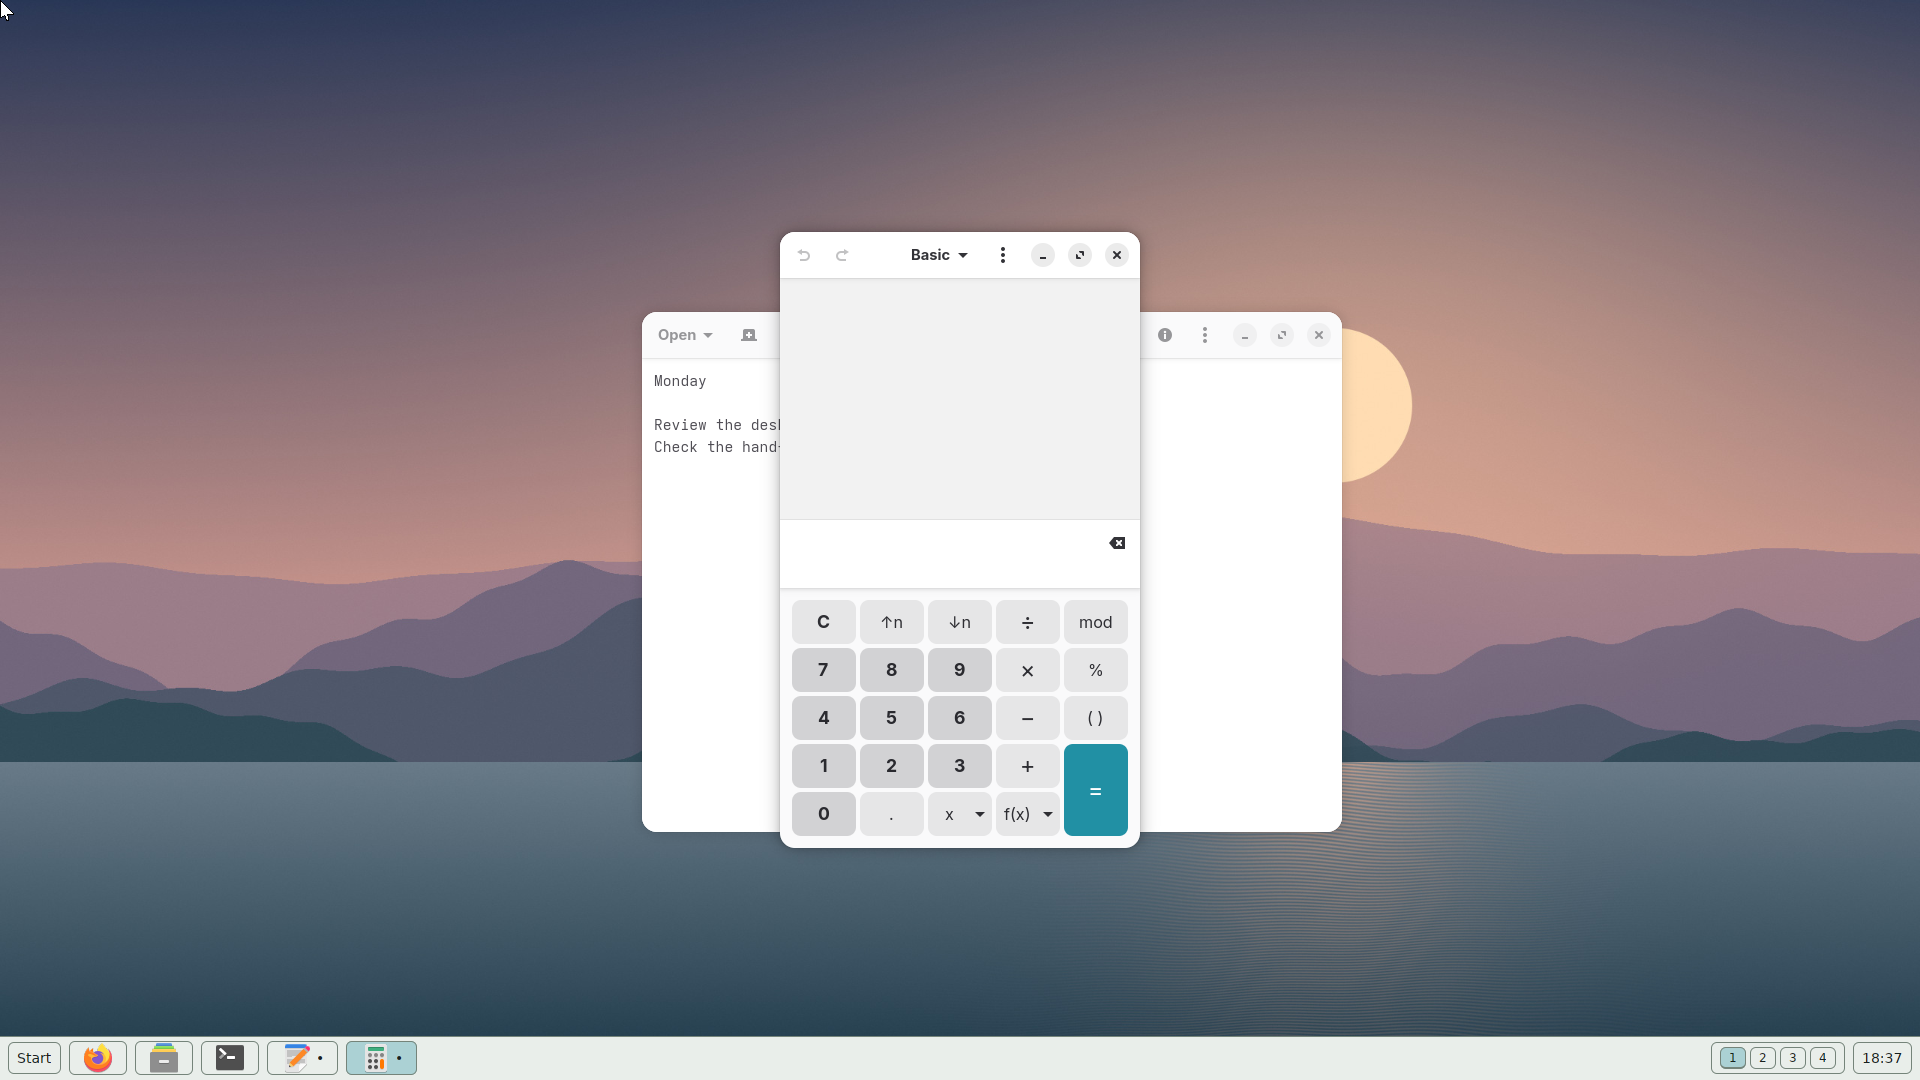 Basic
Open
Monday
Review the desk
Check the hand-
C ↑n ↓n ÷ mod
7 8 9 × %
4 5 6 − ( )
1 2 3 +
=
0 . x f(x)
Start
1 2 3 4
18:37